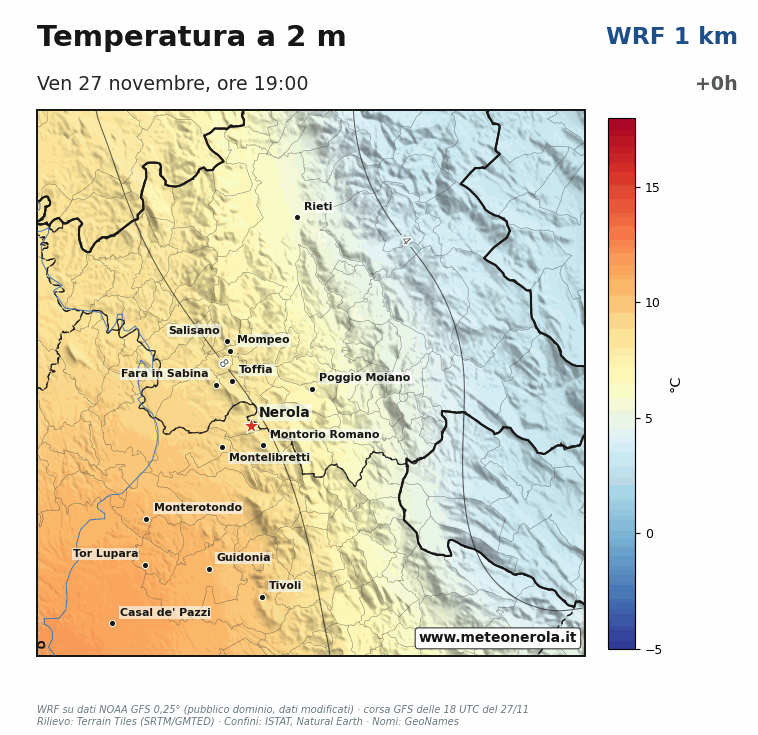 Temperatura a 2 m
WRF 1 km
Ven 27 novembre, ore 19:00
+0h
Rieti
4
Salisano
Mompeo
8
Toffia
Fara in Sabina
Poggio Moiano
Nerola
Montorio Romano
Montelibretti
Monterotondo
Tor Lupara
Guidonia
Tivoli
Casal de' Pazzi
www.meteonerola.it
15
10
5
0
−5
°C
WRF su dati NOAA GFS 0,25° (pubblico dominio, dati modificati) · corsa GFS delle 18 UTC del 27/11
Rilievo: Terrain Tiles (SRTM/GMTED) · Confini: ISTAT, Natural Earth · Nomi: GeoNames